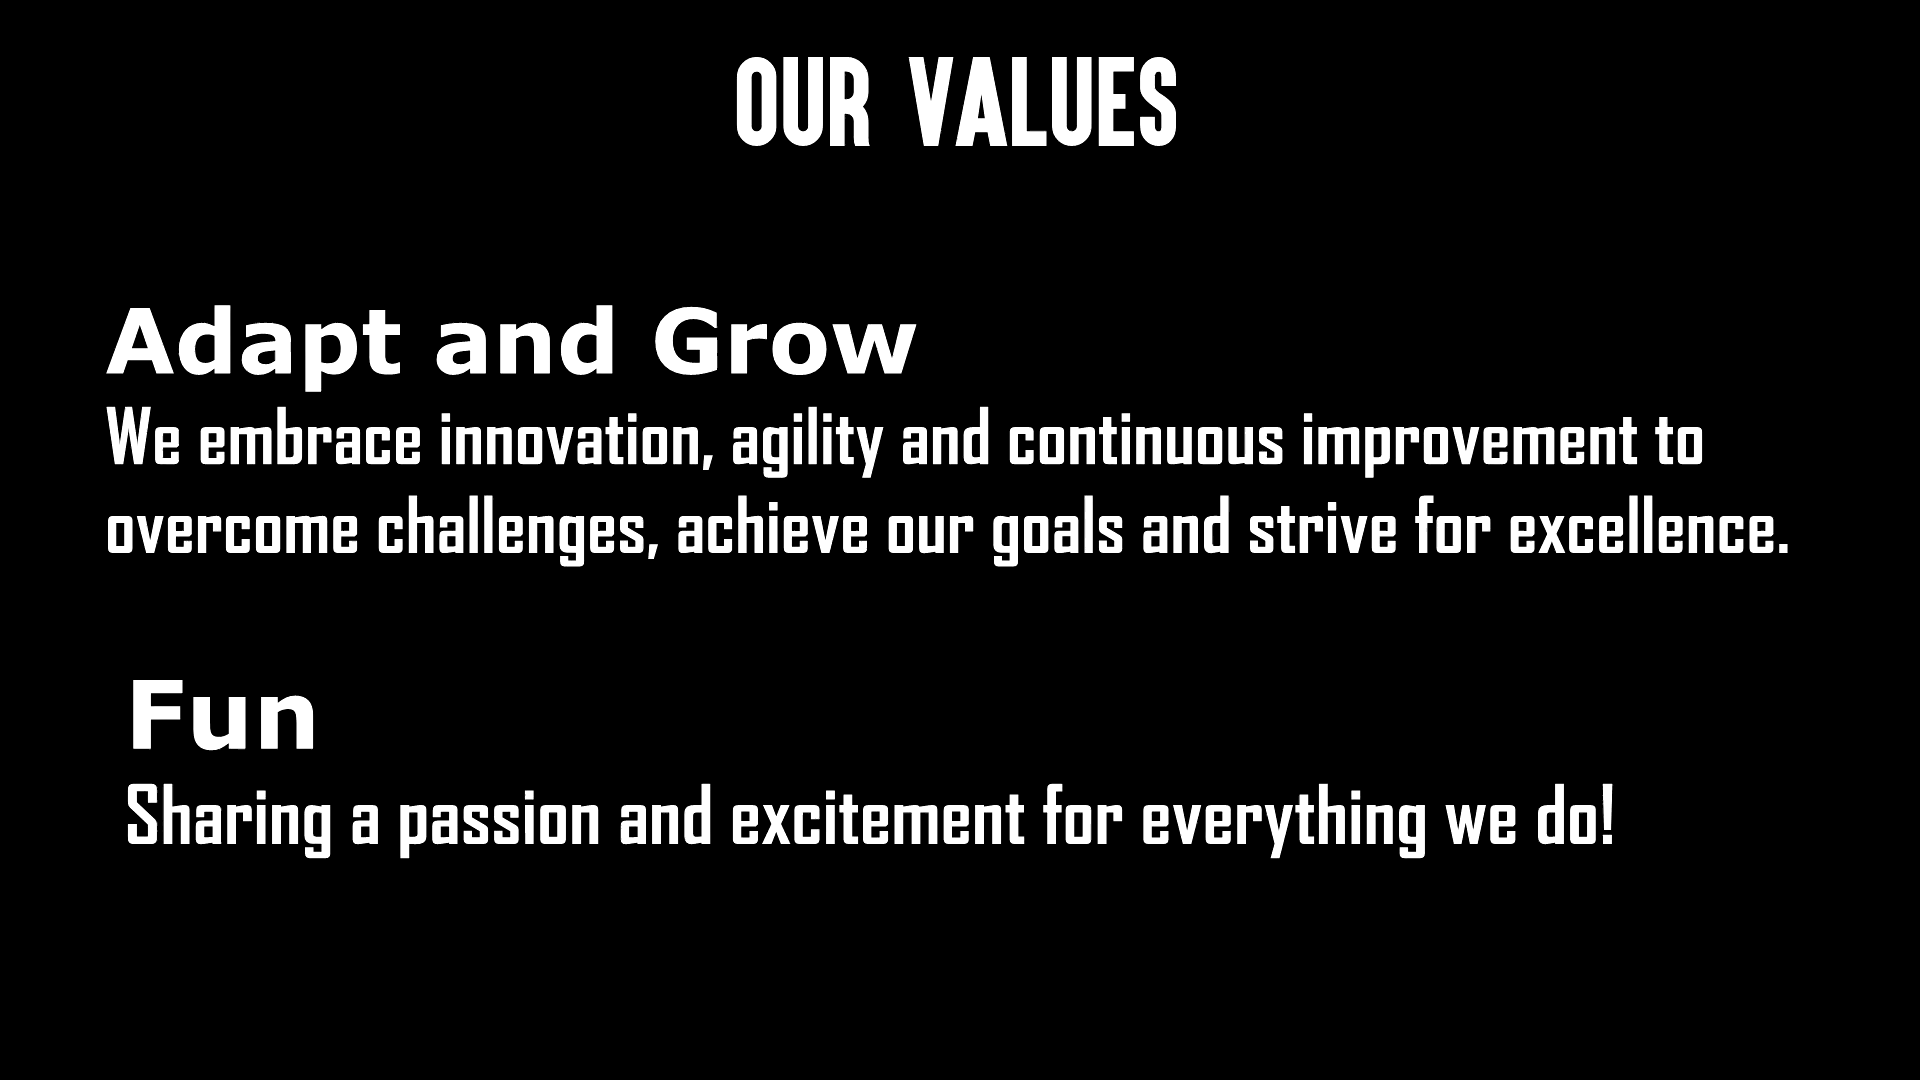 OUR VALUES
Adapt and Grow
We embrace innovation, agility and continuous improvement to
overcome challenges, achieve our goals and strive for excellence.
Fun
Sharing a passion and excitement for everything we do!